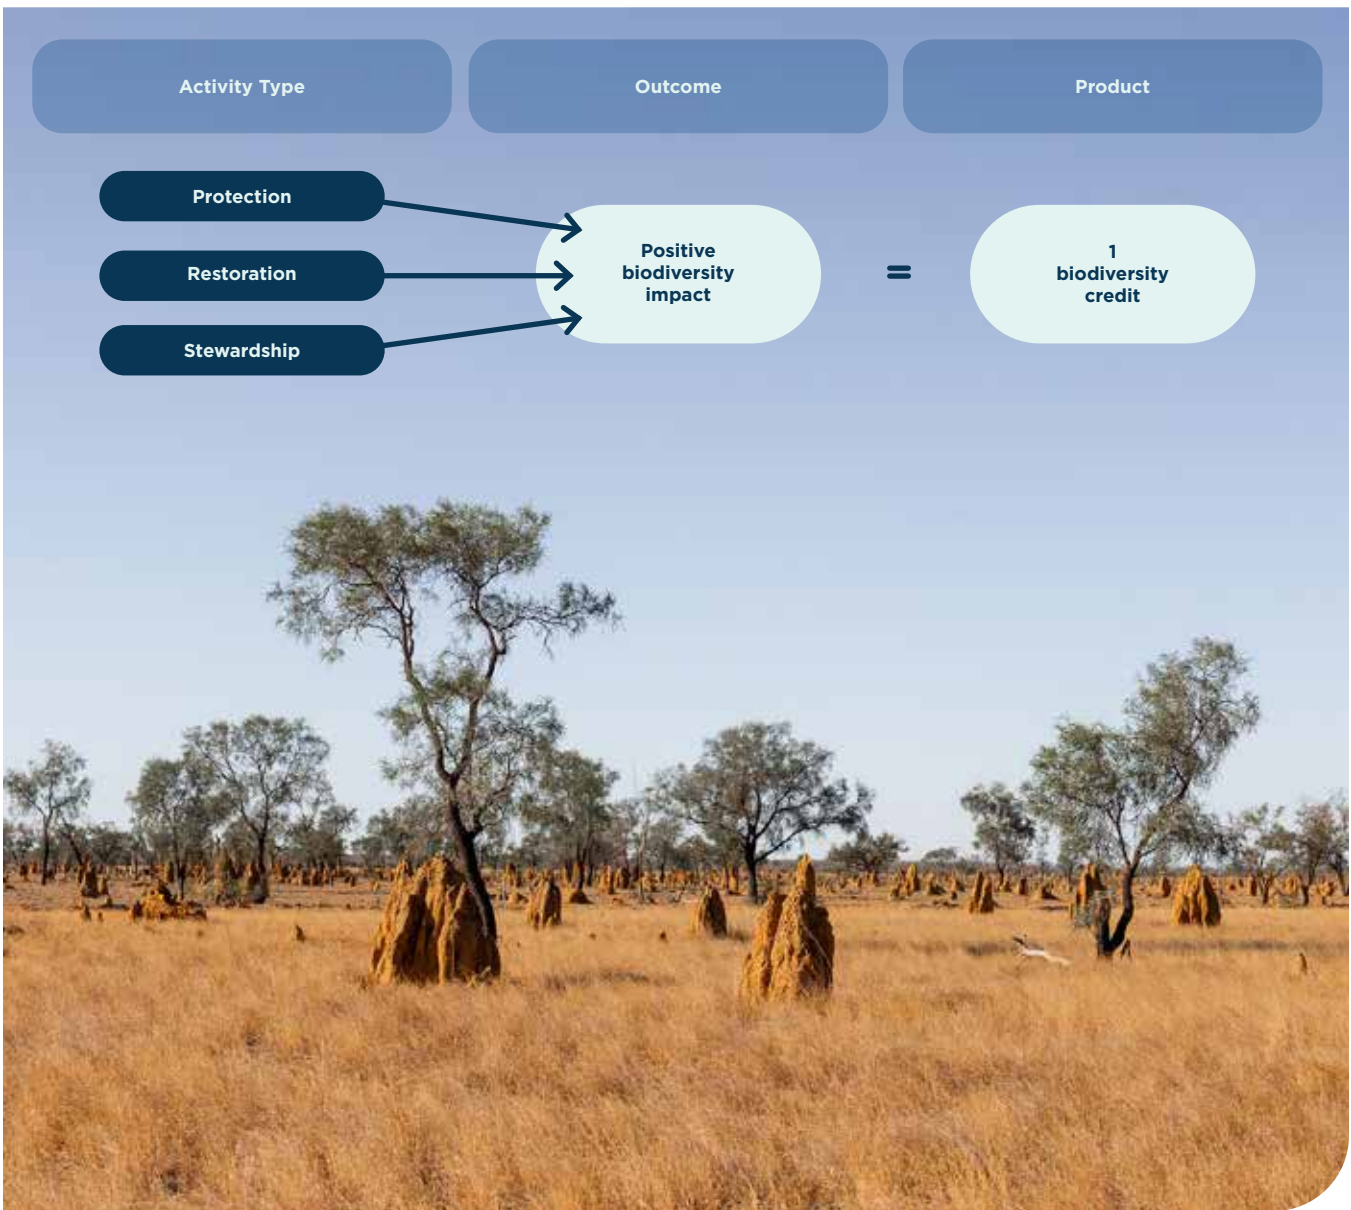 Activity Type
Outcome
Product
Protection
Restoration
Stewardship
Positive
biodiversity
impact
=
1
biodiversity
credit